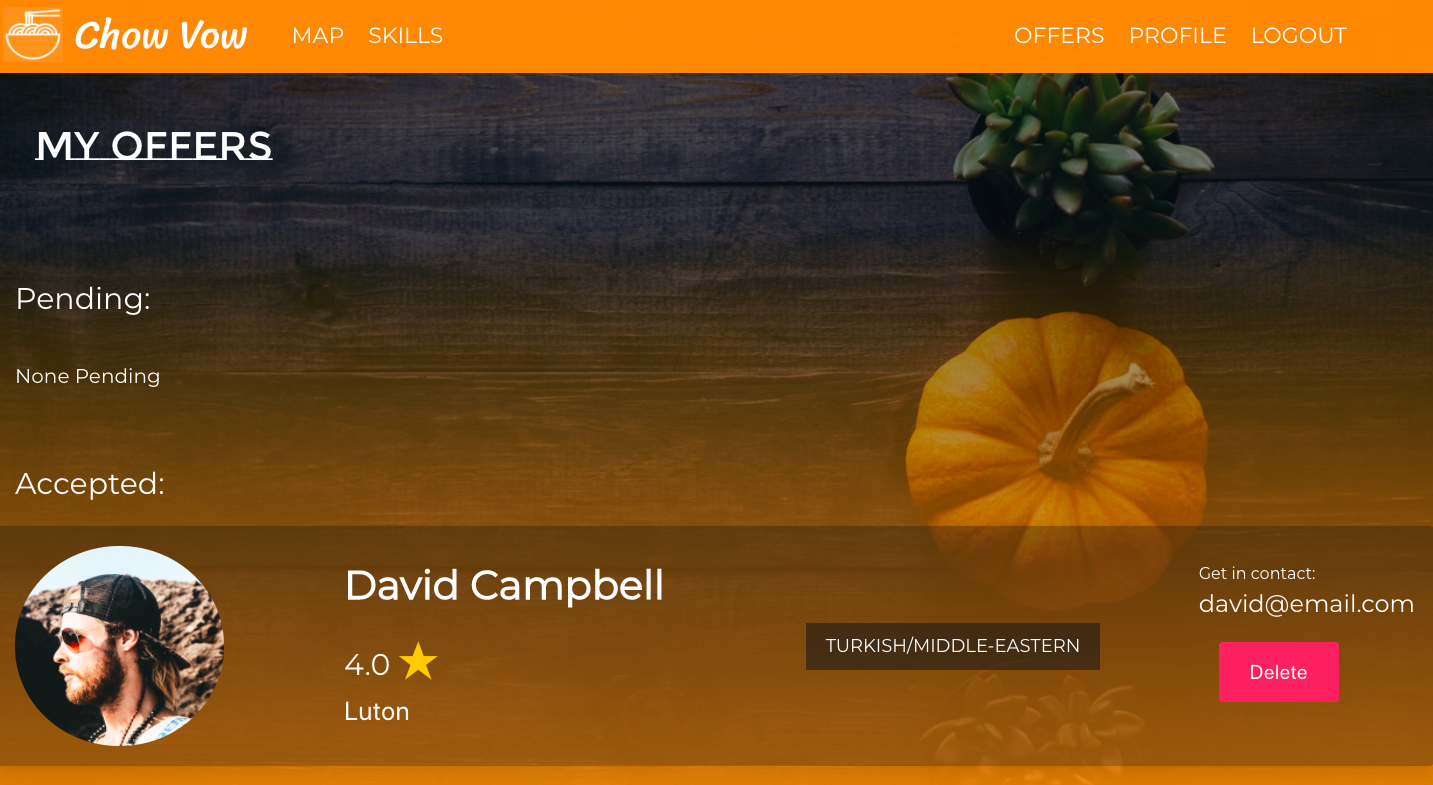 Chow Vow MAP SKILLS OFFERS PROFILE LOGOUT
MY OFFERS
Pending:
None Pending
Accepted:
David Campbell
4.0
Luton
TURKISH/MIDDLE-EASTERN
Get in contact:
david@email.com
Delete